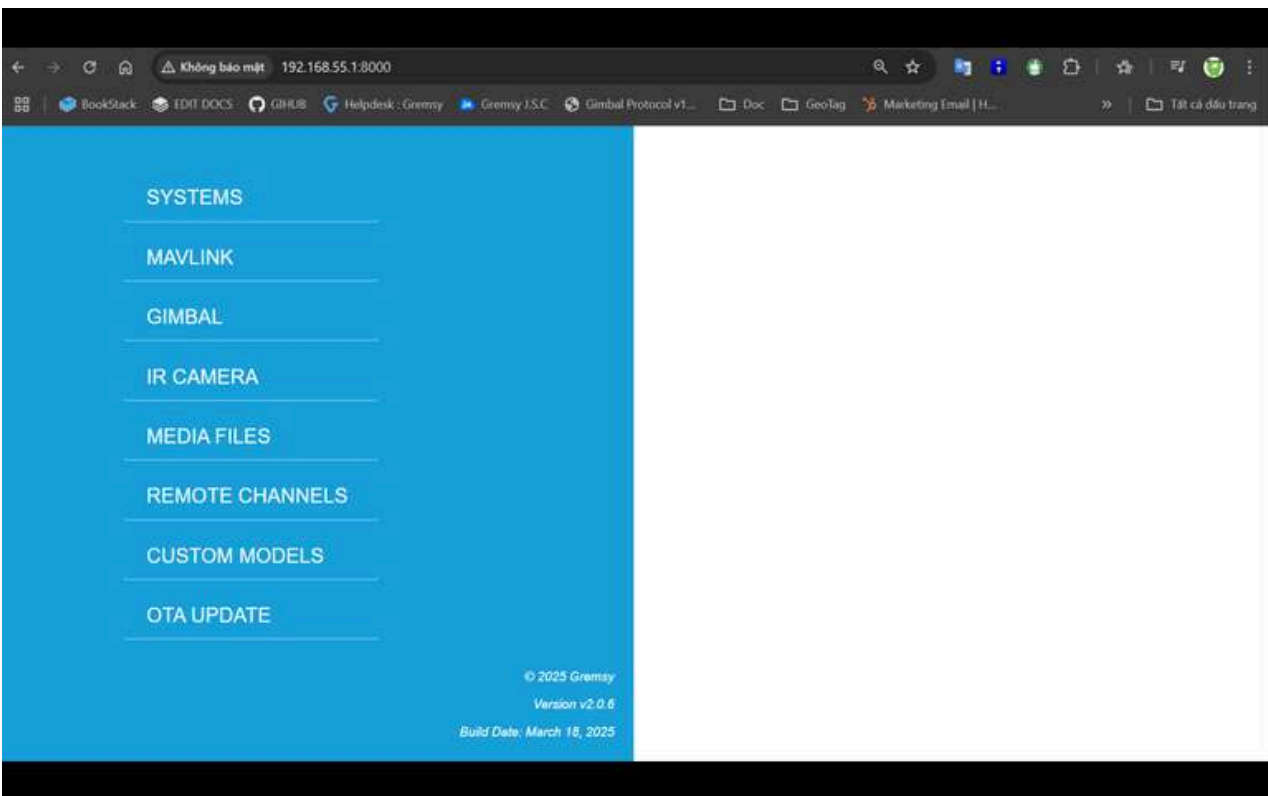 Không bảo mật 192.168.55.1:8000
BookStack EDIT DOCS GIHUB Helpdesk : Gremsy Gremsy J.S.C Gimbal Protocol v1... Doc GeoTag Marketing Email | H... » Tất cả dấu trang
SYSTEMS
MAVLINK
GIMBAL
IR CAMERA
MEDIA FILES
REMOTE CHANNELS
CUSTOM MODELS
OTA UPDATE
© 2025 Gremsy
Version v2.0.6
Build Date: March 18, 2025